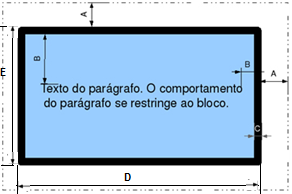 A
E
B
B
A
Texto do parágrafo. O comportamento
do parágrafo se restringe ao bloco.
C
D